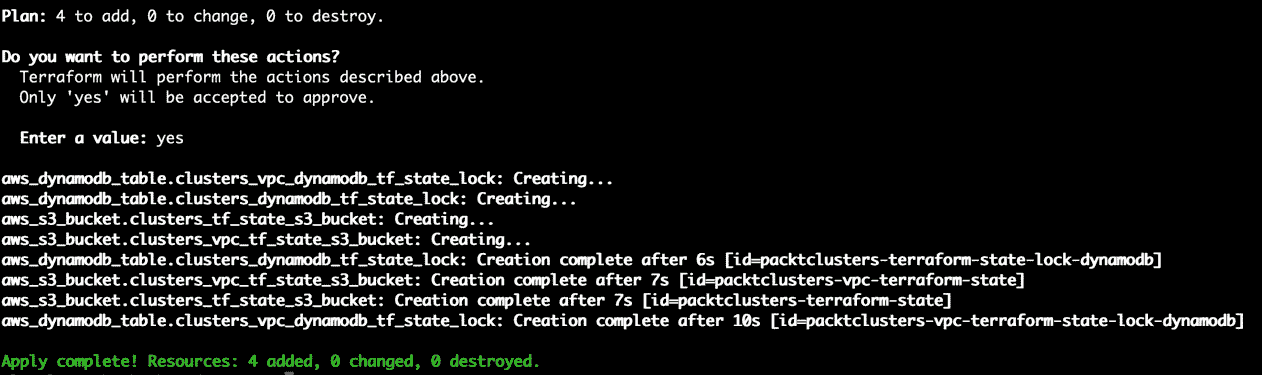 Plan: 4 to add, 0 to change, 0 to destroy.
Do you want to perform these actions?
Terraform will perform the actions described above.
Only 'yes' will be accepted to approve.
Enter a value: yes
aws_dynamodb_table.clusters_vpc_dynamodb_tf_state_lock: Creating...
aws_dynamodb_table.clusters_dynamodb_tf_state_lock: Creating...
aws_s3_bucket.clusters_tf_state_s3_bucket: Creating...
aws_s3_bucket.clusters_vpc_tf_state_s3_bucket: Creating...
aws_dynamodb_table.clusters_dynamodb_tf_state_lock: Creation complete after 6s [id=packtclusters-terraform-state-lock-dynamodb]
aws_s3_bucket.clusters_vpc_tf_state_s3_bucket: Creation complete after 7s [id=packtclusters-vpc-terraform-state]
aws_s3_bucket.clusters_tf_state_s3_bucket: Creation complete after 7s [id=packtclusters-terraform-state]
aws_dynamodb_table.clusters_vpc_dynamodb_tf_state_lock: Creation complete after 10s [id=packtclusters-vpc-terraform-state-lock-dynamodb]
Apply complete! Resources: 4 added, 0 changed, 0 destroyed.